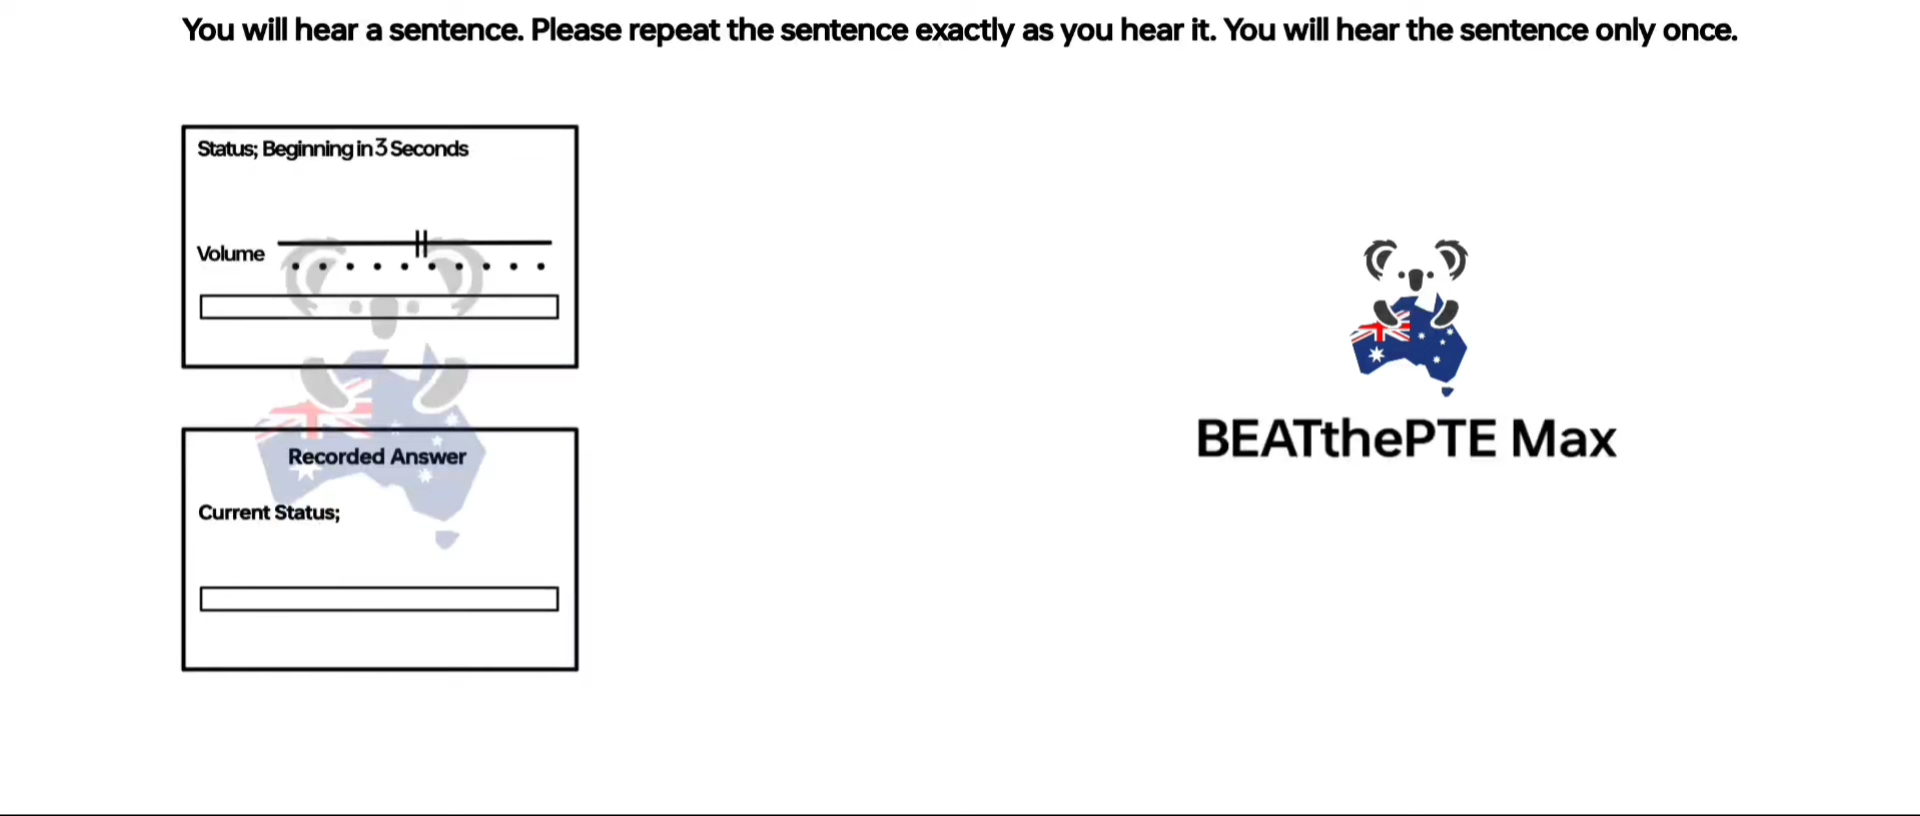 You will hear a sentence. Please repeat the sentence exactly as you hear it. You will hear the sentence only once.
Status; Beginning in 3 Seconds
Volume
Recorded Answer
Current Status;
BEATthePTE Max